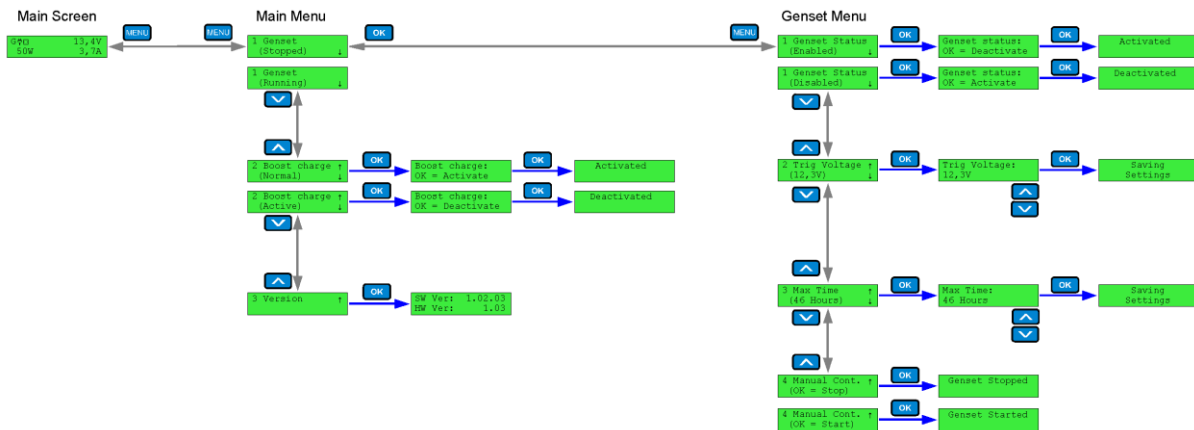 Main Screen
Main Menu
Genset Menu
G 13,4V
50W 3,7A
MENU
MENU
1 Genset
(Stopped) ↓
OK
MENU
1 Genset Status
(Enabled) ↓
OK
Genset status:
OK = Deactivate
OK
Activated
1 Genset
(Running) ↓
1 Genset Status
(Disabled) ↓
OK
Genset status:
OK = Activate
OK
Deactivated
2 Boost charge ↑
(Normal) ↓
OK
Boost charge:
OK = Activate
OK
Activated
2 Trig Voltage ↑
(12,3V) ↓
OK
Trig Voltage:
12,3V
OK
Saving
Settings
2 Boost charge ↑
(Active) ↓
OK
Boost charge:
OK = Deactivate
OK
Deactivated
3 Version ↑
OK
SW Ver: 1.02.03
HW Ver: 1.03
3 Max Time ↑
(46 Hours) ↓
OK
Max Time:
46 Hours
OK
Saving
Settings
4 Manual Cont. ↑
(OK = Stop)
OK
Genset Stopped
4 Manual Cont. ↑
(OK = Start)
OK
Genset Started